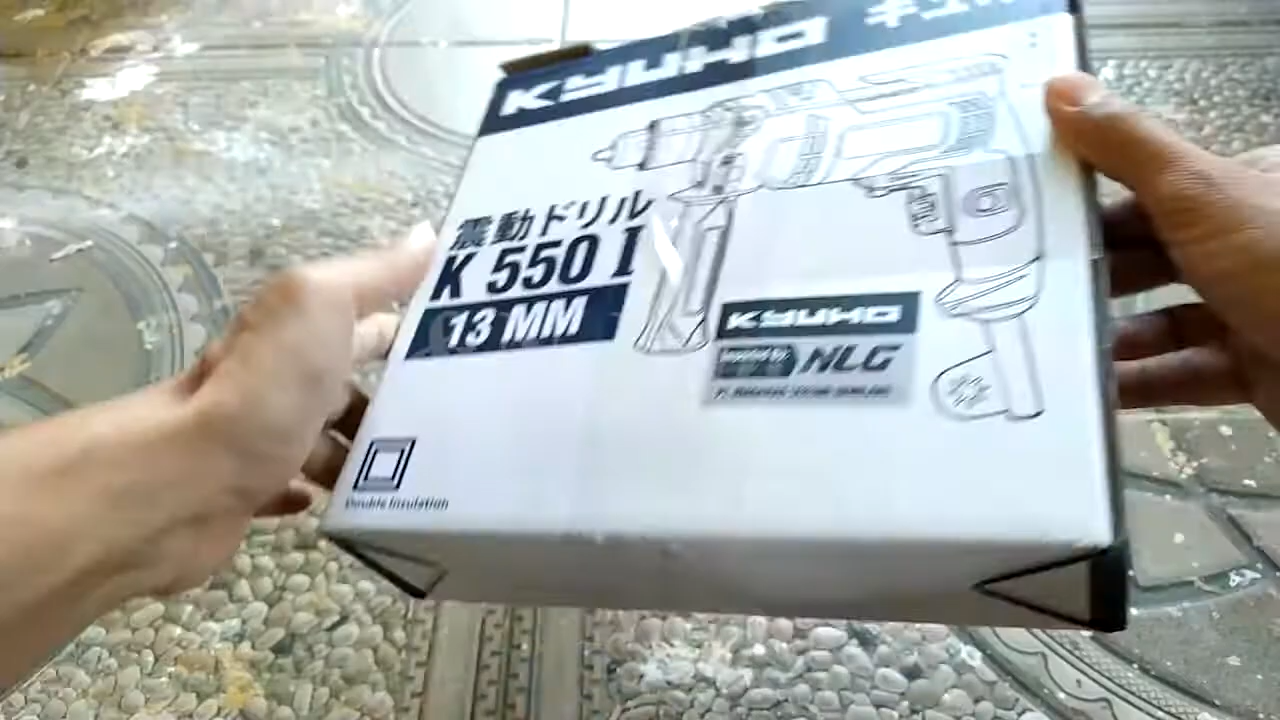 KYUHO
震動ドリル
K 550 I
13 MM
KYUHO
NLG
Double Insulation